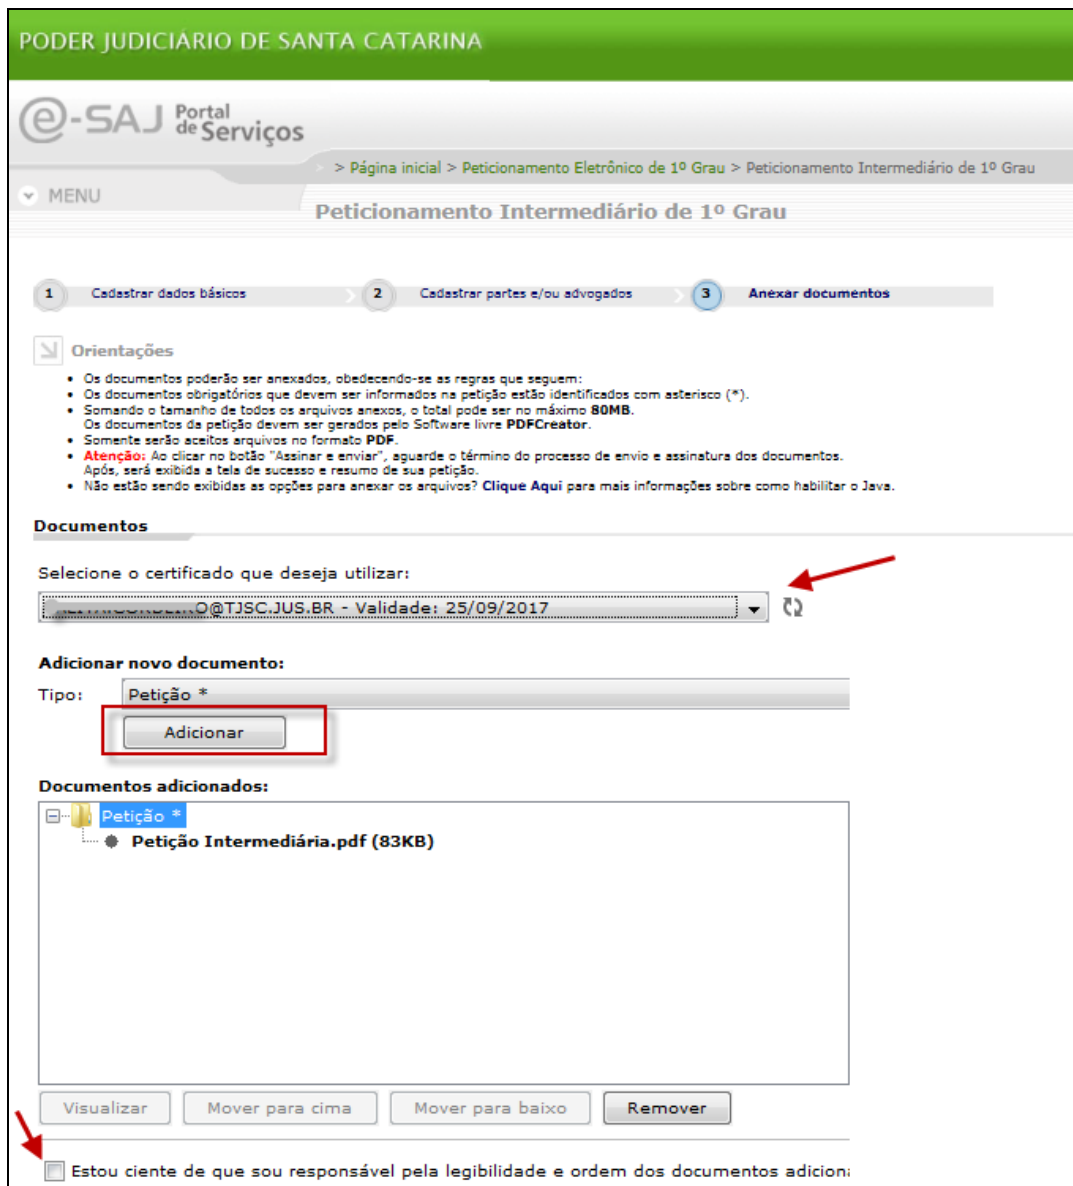 PODER JUDICIÁRIO DE SANTA CATARINA
e-SAJ Portal de Serviços
> Página inicial > Peticionamento Eletrônico de 1º Grau > Peticionamento Intermediário de 1º Grau
MENU
Peticionamento Intermediário de 1º Grau
1 Cadastrar dados básicos 2 Cadastrar partes e/ou advogados 3 Anexar documentos
Orientações
• Os documentos poderão ser anexados, obedecendo-se as regras que seguem:
• Os documentos obrigatórios que devem ser informados na petição estão identificados com asterisco (*).
• Somando o tamanho de todos os arquivos anexos, o total pode ser no máximo 80MB.
Os documentos da petição devem ser gerados pelo Software livre PDFCreator.
• Somente serão aceitos arquivos no formato PDF.
• Atenção: Ao clicar no botão "Assinar e enviar", aguarde o término do processo de envio e assinatura dos documentos.
Após, será exibida a tela de sucesso e resumo de sua petição.
• Não estão sendo exibidas as opções para anexar os arquivos? Clique Aqui para mais informações sobre como habilitar o Java.
Documentos
Selecione o certificado que deseja utilizar:
O@TJSC.JUS.BR - Validade: 25/09/2017
Adicionar novo documento:
Tipo: Petição *
Adicionar
Documentos adicionados:
Petição *
Petição Intermediária.pdf (83KB)
Visualizar Mover para cima Mover para baixo Remover
Estou ciente de que sou responsável pela legibilidade e ordem dos documentos